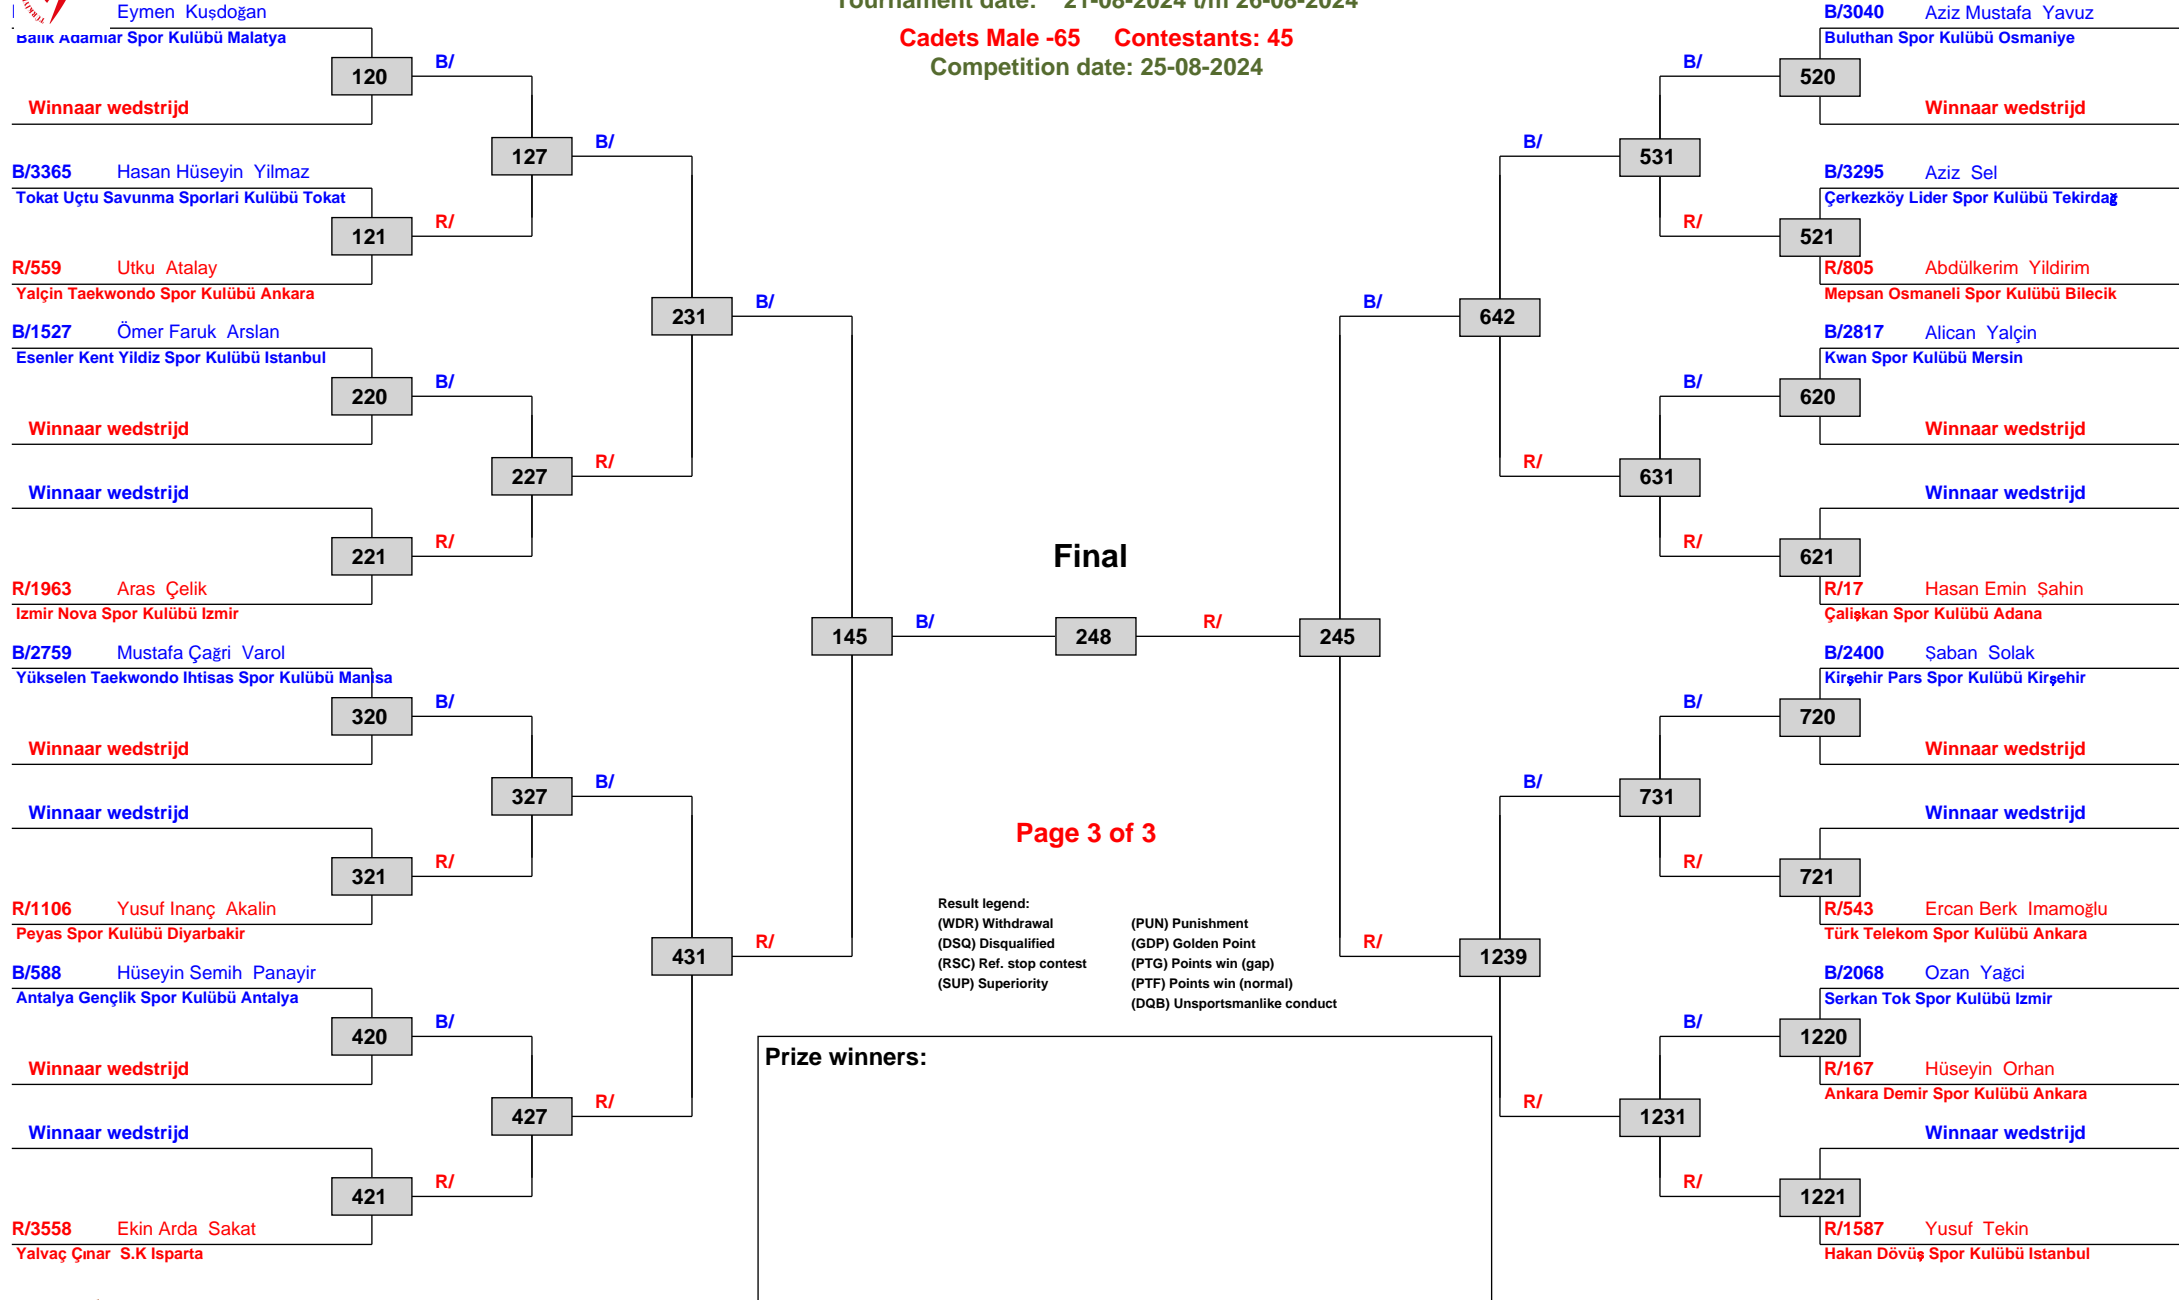 Tournament date: 21-08-2024 t/m 26-08-2024
Cadets Male -65 Contestants: 45
Competition date: 25-08-2024
Eymen Kuşdoğan
Balik Adamlar Spor Kulübü Malatya
120
B/
Winnaar wedstrijd
127
B/
B/3365 Hasan Hüseyin Yilmaz
Tokat Uçtu Savunma Sporlari Kulübü Tokat
121
R/
R/559 Utku Atalay
Yalçin Taekwondo Spor Kulübü Ankara
231
B/
B/1527 Ömer Faruk Arslan
Esenler Kent Yildiz Spor Kulübü Istanbul
220
B/
Winnaar wedstrijd
227
R/
Winnaar wedstrijd
221
R/
R/1963 Aras Çelik
Izmir Nova Spor Kulübü Izmir
145
B/
B/2759 Mustafa Çağri Varol
Yükselen Taekwondo Ihtisas Spor Kulübü Manisa
320
B/
Winnaar wedstrijd
327
B/
Winnaar wedstrijd
321
R/
R/1106 Yusuf Inanç Akalin
Peyas Spor Kulübü Diyarbakir
431
R/
B/588 Hüseyin Semih Panayir
Antalya Gençlik Spor Kulübü Antalya
420
B/
Winnaar wedstrijd
427
R/
Winnaar wedstrijd
421
R/
R/3558 Ekin Arda Sakat
Yalvaç Çınar S.K Isparta
Final
248
R/
245
Page 3 of 3
Result legend:
(WDR) Withdrawal (PUN) Punishment
(DSQ) Disqualified (GDP) Golden Point
(RSC) Ref. stop contest (PTG) Points win (gap)
(SUP) Superiority (PTF) Points win (normal)
(DQB) Unsportsmanlike conduct
Prize winners:
B/3040 Aziz Mustafa Yavuz
Buluthan Spor Kulübü Osmaniye
B/
520
Winnaar wedstrijd
B/
531
B/3295 Aziz Sel
Çerkezköy Lider Spor Kulübü Tekirdağ
R/
521
R/805 Abdülkerim Yildirim
Mepsan Osmaneli Spor Kulübü Bilecik
B/
642
B/2817 Alican Yalçin
Kwan Spor Kulübü Mersin
B/
620
Winnaar wedstrijd
R/
631
Winnaar wedstrijd
R/
621
R/17 Hasan Emin Şahin
Çalişkan Spor Kulübü Adana
B/2400 Şaban Solak
Kirşehir Pars Spor Kulübü Kirşehir
B/
720
Winnaar wedstrijd
B/
731
Winnaar wedstrijd
R/
721
R/543 Ercan Berk Imamoğlu
Türk Telekom Spor Kulübü Ankara
R/
1239
B/2068 Ozan Yağci
Serkan Tok Spor Kulübü Izmir
B/
1220
R/167 Hüseyin Orhan
Ankara Demir Spor Kulübü Ankara
R/
1231
Winnaar wedstrijd
R/
1221
R/1587 Yusuf Tekin
Hakan Dövüş Spor Kulübü Istanbul